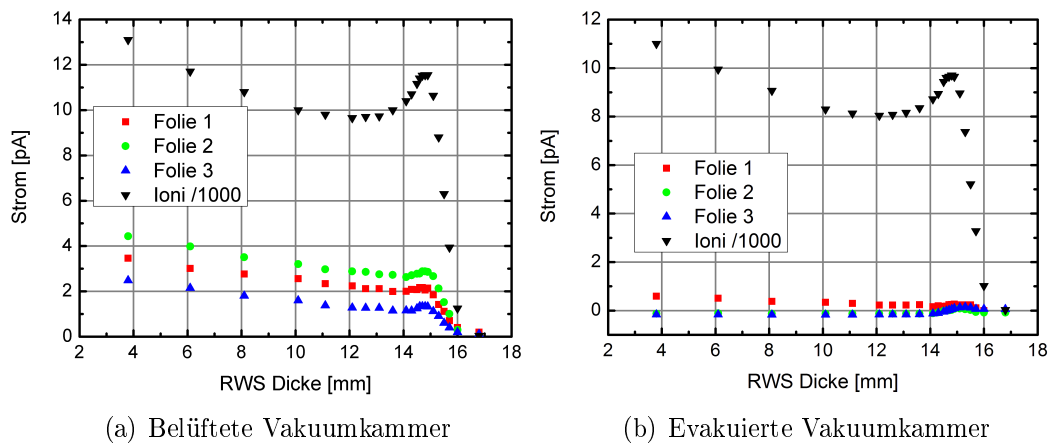 14
12
10
8
6
4
2
0
Strom [pA]
Folie 1
Folie 2
Folie 3
Ioni /1000
2 4 6 8 10 12 14 16 18
RWS Dicke [mm]
(a) Belüftete Vakuumkammer
12
10
8
6
4
2
0
Strom [pA]
Folie 1
Folie 2
Folie 3
Ioni /1000
2 4 6 8 10 12 14 16 18
RWS Dicke [mm]
(b) Evakuierte Vakuumkammer